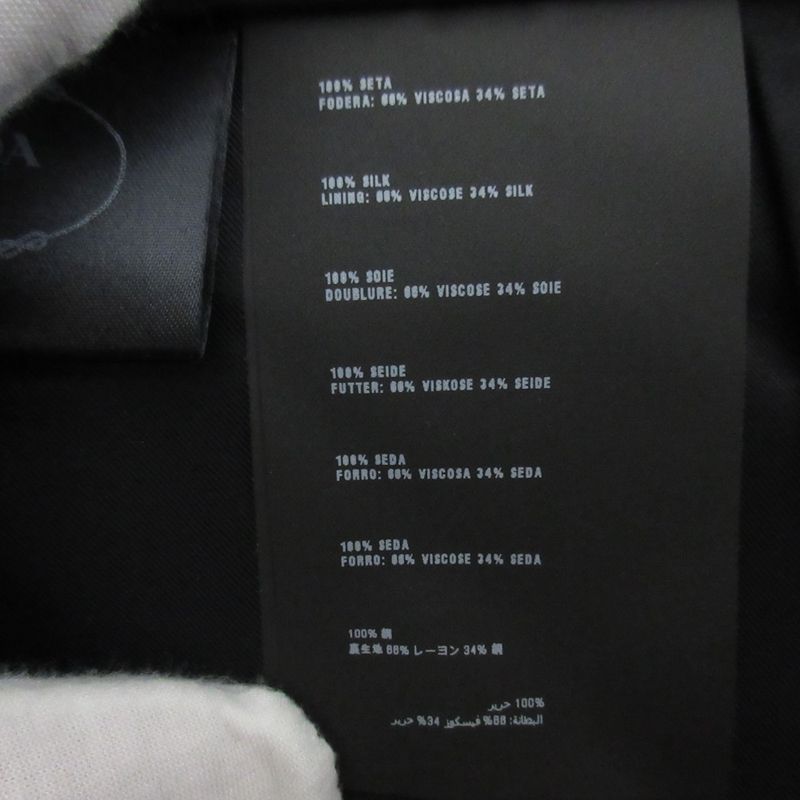 100% SETA
FODERA: 66% VISCOSA 34% SETA
100% SILK
LINING: 66% VISCOSE 34% SILK
100% SOIE
DOUBLURE: 66% VISCOSE 34% SOIE
100% SEIDE
FUTTER: 66% VISKOSE 34% SEIDE
100% SEDA
FORRO: 66% VISCOSA 34% SEDA
100% SEDA
FORRO: 66% VISCOSE 34% SEDA
100% 絹
裏生地 66% レーヨン 34% 絹
100% حرير
البطانة: 66% فيسكوز 34% حرير